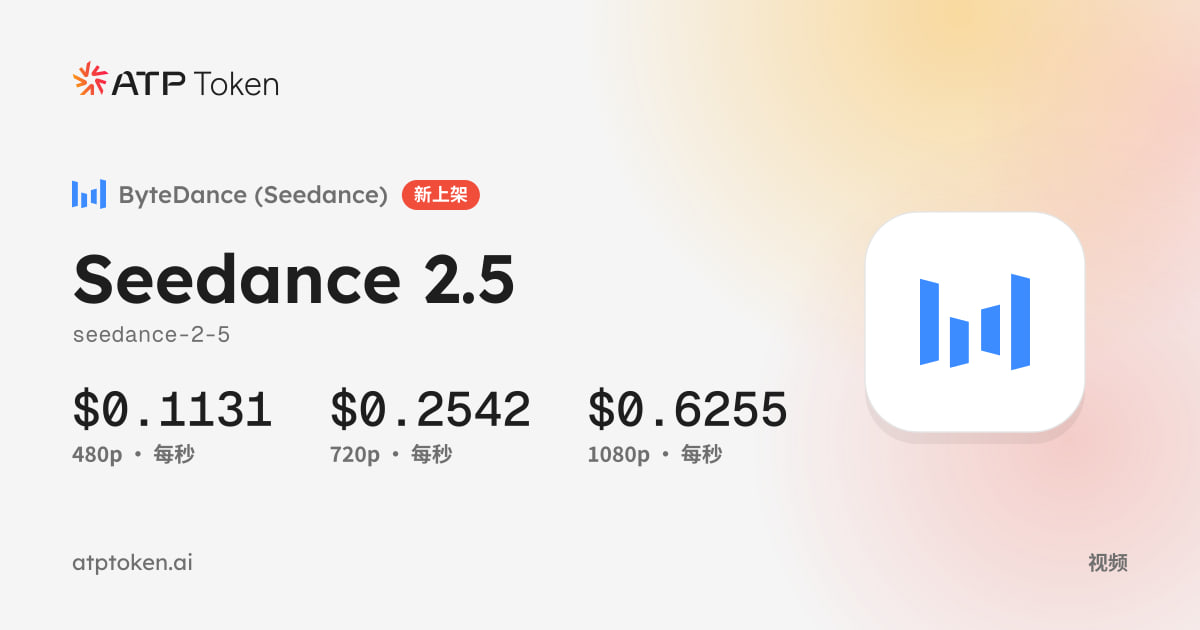 ATP Token
ByteDance (Seedance) 新上架
Seedance 2.5
seedance-2-5
$0.1131 $0.2542 $0.6255
480p • 每秒 720p • 每秒 1080p • 每秒
atptoken.ai 视频